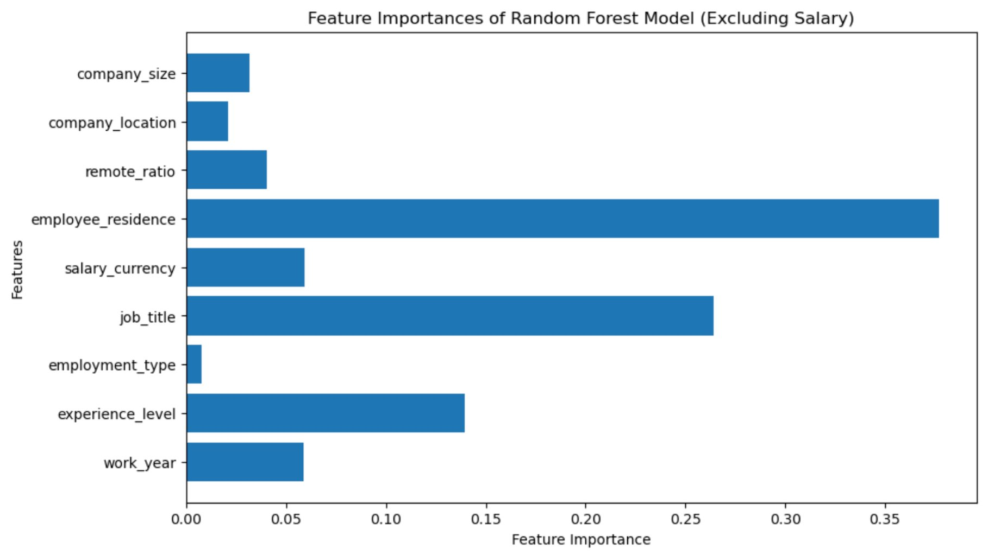 Feature Importances of Random Forest Model (Excluding Salary)
Features
company_size
company_location
remote_ratio
employee_residence
salary_currency
job_title
employment_type
experience_level
work_year
0.00 0.05 0.10 0.15 0.20 0.25 0.30 0.35
Feature Importance